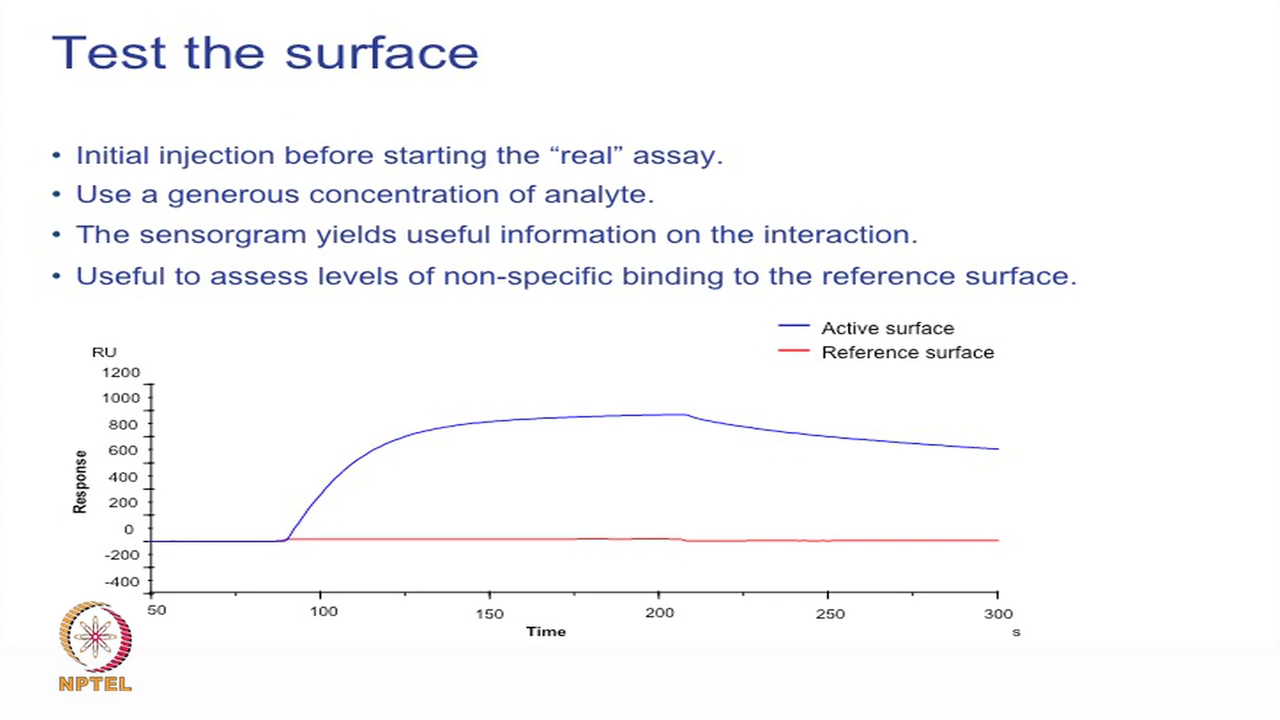 Test the surface
• Initial injection before starting the “real” assay.
• Use a generous concentration of analyte.
• The sensorgram yields useful information on the interaction.
• Useful to assess levels of non-specific binding to the reference surface.
Active surface
Reference surface
RU
1200
1000
800
600
400
200
0
-200
-400
Response
50 100 150 200 250 300
Time
s
NPTEL